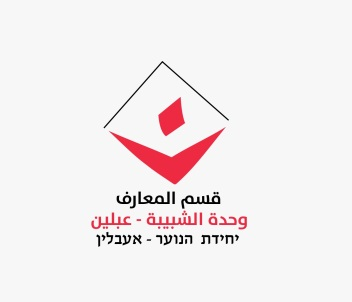 قسم المعارف
وحدة الشبيبة - عبلين
יחידת הנוער - אעבלין